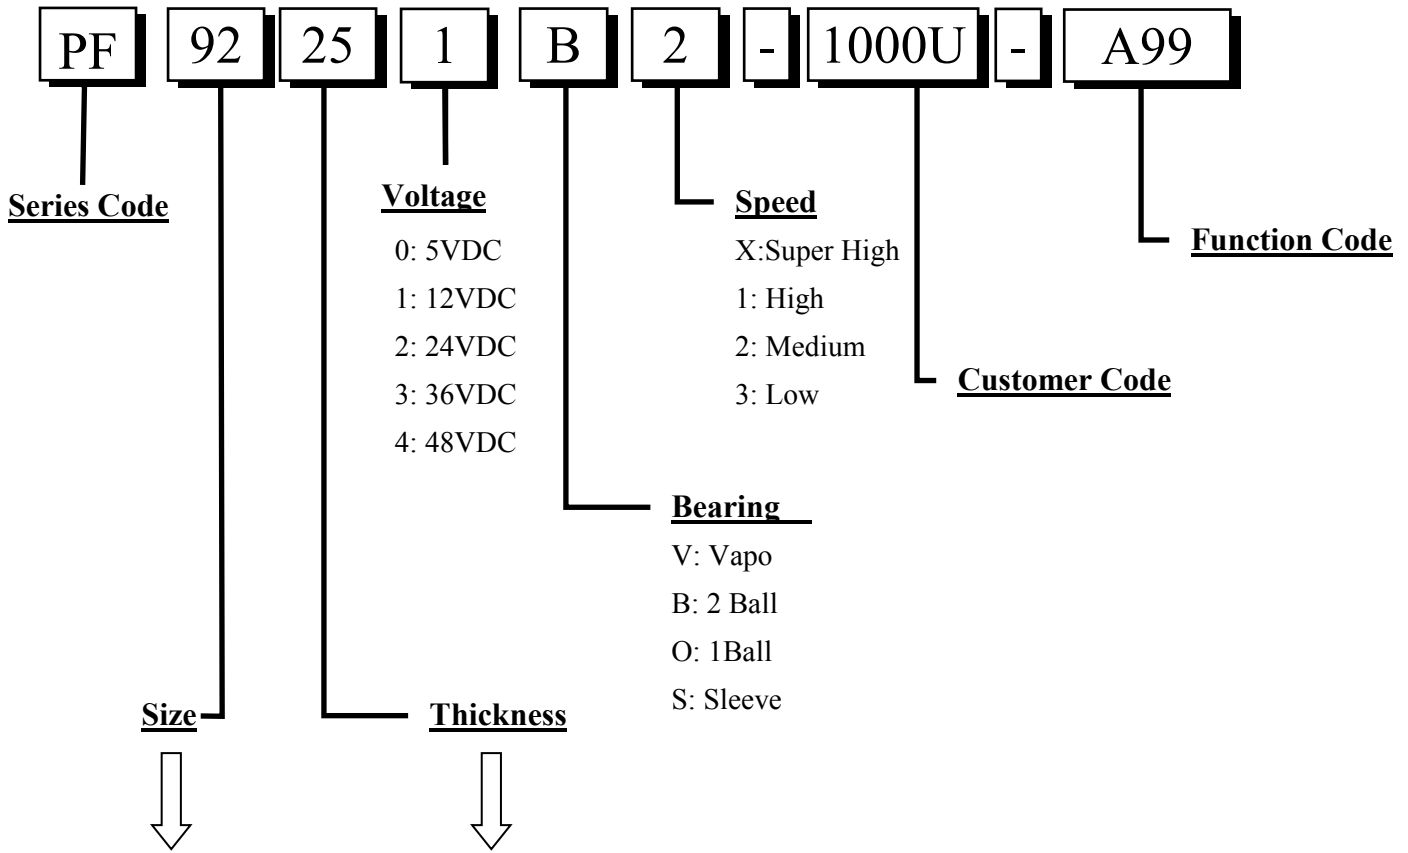 PF 92 25 1 B 2 - 1000U - A99
Series Code
Voltage
0: 5VDC
1: 12VDC
2: 24VDC
3: 36VDC
4: 48VDC
Speed
X:Super High
1: High
2: Medium
3: Low
Function Code
Customer Code
Bearing
V: Vapo
B: 2 Ball
O: 1Ball
S: Sleeve
Size
Thickness